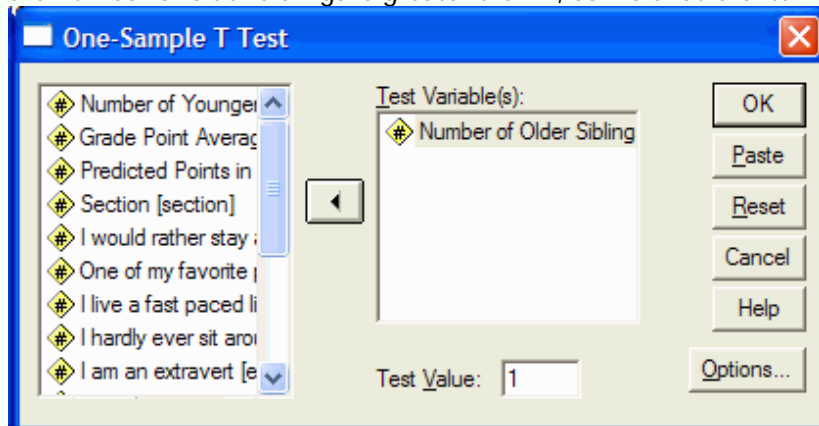 One-Sample T Test
Number of Younger
Grade Point Averag
Predicted Points in
Section [section]
I would rather stay a
One of my favorite p
I live a fast paced li
I hardly ever sit arou
I am an extravert [e
Test Variable(s):
Number of Older Sibling
Test Value: 1
OK
Paste
Reset
Cancel
Help
Options...